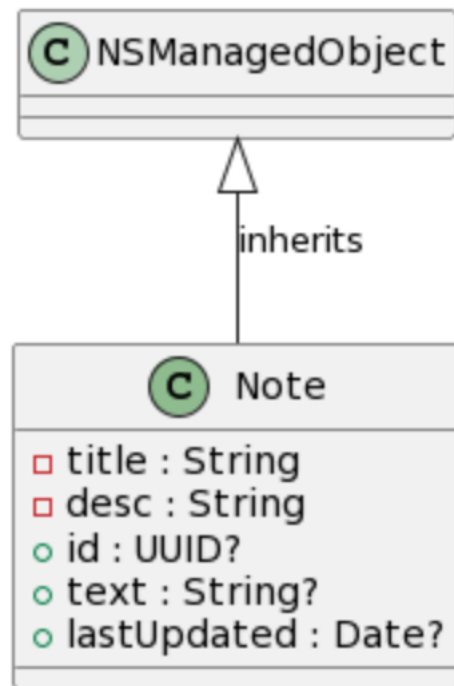 C NSManagedObject
inherits
C Note
title : String
desc : String
id : UUID?
text : String?
lastUpdated : Date?